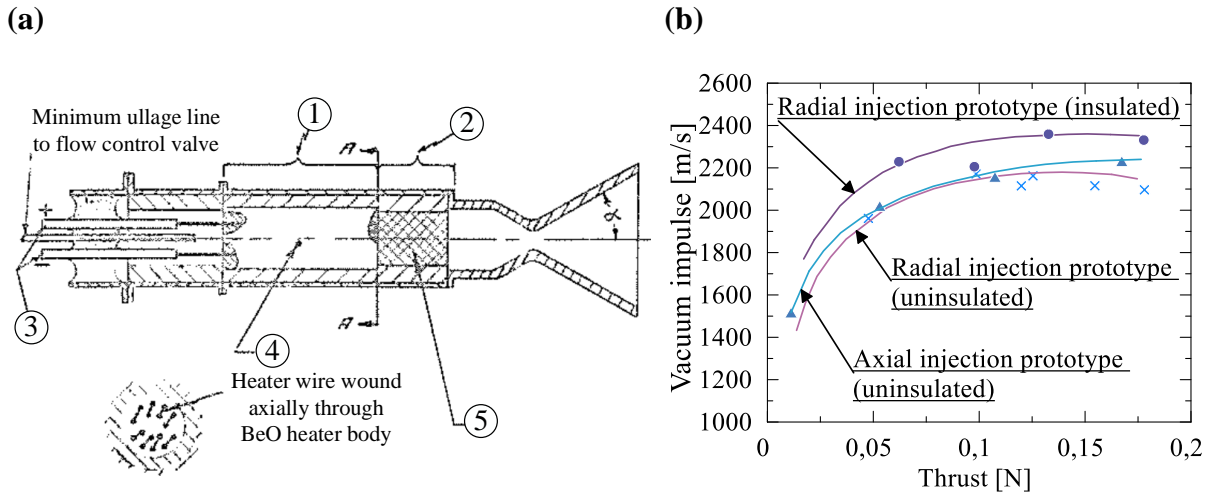 (a)
Minimum ullage line
to flow control valve
1
2
A
+
α
-
A
3
4
5
Heater wire wound
axially through
BeO heater body
(b)
2600
2400
2200
2000
1800
1600
1400
1200
1000
Vacuum impulse [m/s]
Radial injection prototype (insulated)
Radial injection prototype
(uninsulated)
Axial injection prototype
(uninsulated)
0
0,05
0,1
0,15
0,2
Thrust [N]